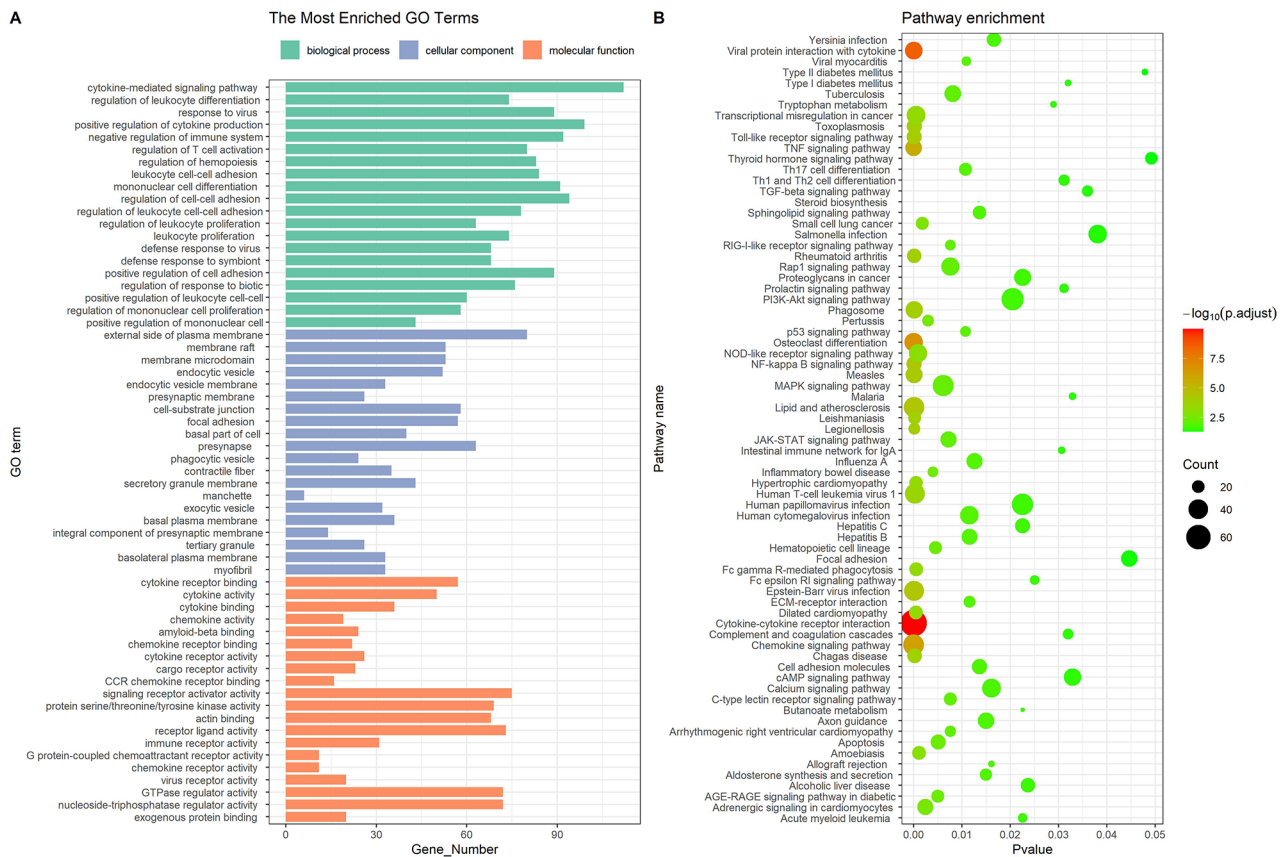 A
The Most Enriched GO Terms
biological process
cellular component
molecular function
GO term
cytokine-mediated signaling pathway
regulation of leukocyte differentiation
response to virus
positive regulation of cytokine production
negative regulation of immune system
regulation of T cell activation
regulation of hemopoiesis
leukocyte cell-cell adhesion
mononuclear cell differentiation
regulation of cell-cell adhesion
regulation of leukocyte cell-cell adhesion
regulation of leukocyte proliferation
leukocyte proliferation
defense response to virus
defense response to symbiont
positive regulation of cell adhesion
regulation of response to biotic
positive regulation of leukocyte cell-cell
regulation of mononuclear cell proliferation
positive regulation of mononuclear cell
external side of plasma membrane
membrane raft
membrane microdomain
endocytic vesicle
endocytic vesicle membrane
presynaptic membrane
cell-substrate junction
focal adhesion
basal part of cell
presynapse
phagocytic vesicle
contractile fiber
secretory granule membrane
manchette
exocytic vesicle
basal plasma membrane
integral component of presynaptic membrane
tertiary granule
basolateral plasma membrane
myofibril
cytokine receptor binding
cytokine activity
cytokine binding
chemokine activity
amyloid-beta binding
chemokine receptor binding
cytokine receptor activity
cargo receptor activity
CCR chemokine receptor binding
signaling receptor activator activity
protein serine/threonine/tyrosine kinase activity
actin binding
receptor ligand activity
immune receptor activity
G protein-coupled chemoattractant receptor activity
chemokine receptor activity
virus receptor activity
GTPase regulator activity
nucleoside-triphosphatase regulator activity
exogenous protein binding
0 30 60 90
Gene_Number
B
Pathway enrichment
Pathway name
Yersinia infection
Viral protein interaction with cytokine
Viral myocarditis
Type II diabetes mellitus
Type I diabetes mellitus
Tuberculosis
Tryptophan metabolism
Transcriptional misregulation in cancer
Toxoplasmosis
Toll-like receptor signaling pathway
TNF signaling pathway
Thyroid hormone signaling pathway
Th17 cell differentiation
Th1 and Th2 cell differentiation
TGF-beta signaling pathway
Steroid biosynthesis
Sphingolipid signaling pathway
Small cell lung cancer
Salmonella infection
RIG-I-like receptor signaling pathway
Rheumatoid arthritis
Rap1 signaling pathway
Proteoglycans in cancer
Prolactin signaling pathway
PI3K-Akt signaling pathway
Phagosome
Pertussis
p53 signaling pathway
Osteoclast differentiation
NOD-like receptor signaling pathway
NF-kappa B signaling pathway
Measles
MAPK signaling pathway
Malaria
Lipid and atherosclerosis
Leishmaniasis
Legionellosis
JAK-STAT signaling pathway
Intestinal immune network for IgA
Influenza A
Inflammatory bowel disease
Hypertrophic cardiomyopathy
Human T-cell leukemia virus 1
Human papillomavirus infection
Human cytomegalovirus infection
Hepatitis C
Hepatitis B
Hematopoietic cell lineage
Focal adhesion
Fc gamma R-mediated phagocytosis
Fc epsilon RI signaling pathway
Epstein-Barr virus infection
ECM-receptor interaction
Dilated cardiomyopathy
Cytokine-cytokine receptor interaction
Complement and coagulation cascades
Chemokine signaling pathway
Chagas disease
Cell adhesion molecules
cAMP signaling pathway
Calcium signaling pathway
C-type lectin receptor signaling pathway
Butanoate metabolism
Axon guidance
Arrhythmogenic right ventricular cardiomyopathy
Apoptosis
Amoebiasis
Allograft rejection
Aldosterone synthesis and secretion
Alcoholic liver disease
AGE-RAGE signaling pathway in diabetic
Adrenergic signaling in cardiomyocytes
Acute myeloid leukemia
0.00 0.01 0.02 0.03 0.04 0.05
Pvalue
−log10(p.adjust)
7.5
5.0
2.5
Count
20
40
60